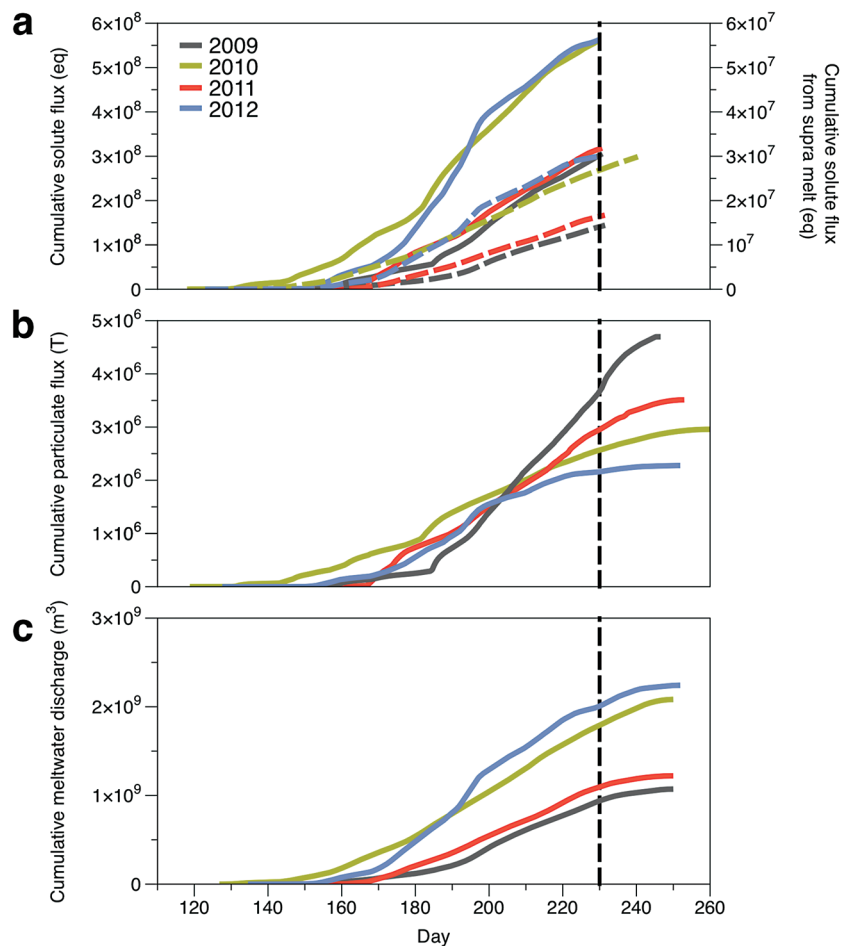 a
Cumulative solute flux (eq)
6×10⁸
5×10⁸
4×10⁸
3×10⁸
2×10⁸
1×10⁸
0
2009
2010
2011
2012
6×10⁷
5×10⁷
4×10⁷
3×10⁷
2×10⁷
10⁷
0
Cumulative solute flux
from supra melt (eq)
b
Cumulative particulate flux (T)
5×10⁶
4×10⁶
3×10⁶
2×10⁶
1×10⁶
0
c
Cumulative meltwater discharge (m³)
3×10⁹
2×10⁹
1×10⁹
0
120 140 160 180 200 220 240 260
Day